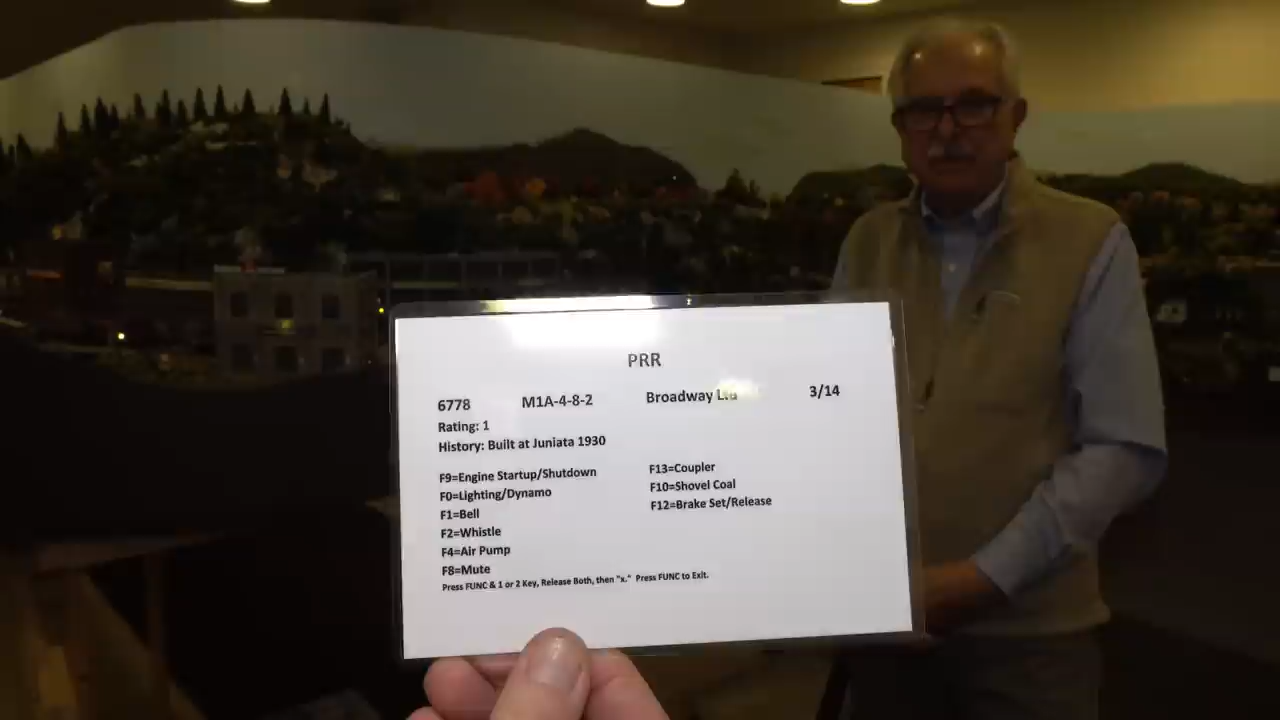 PRR
6778 M1A-4-8-2 Broadway Ltd 3/14
Rating: 1
History: Built at Juniata 1930
F9=Engine Startup/Shutdown F13=Coupler
F0=Lighting/Dynamo F10=Shovel Coal
F1=Bell F12=Brake Set/Release
F2=Whistle
F4=Air Pump
F8=Mute
Press FUNC & 1 or 2 Key, Release Both, then "x." Press FUNC to Exit.